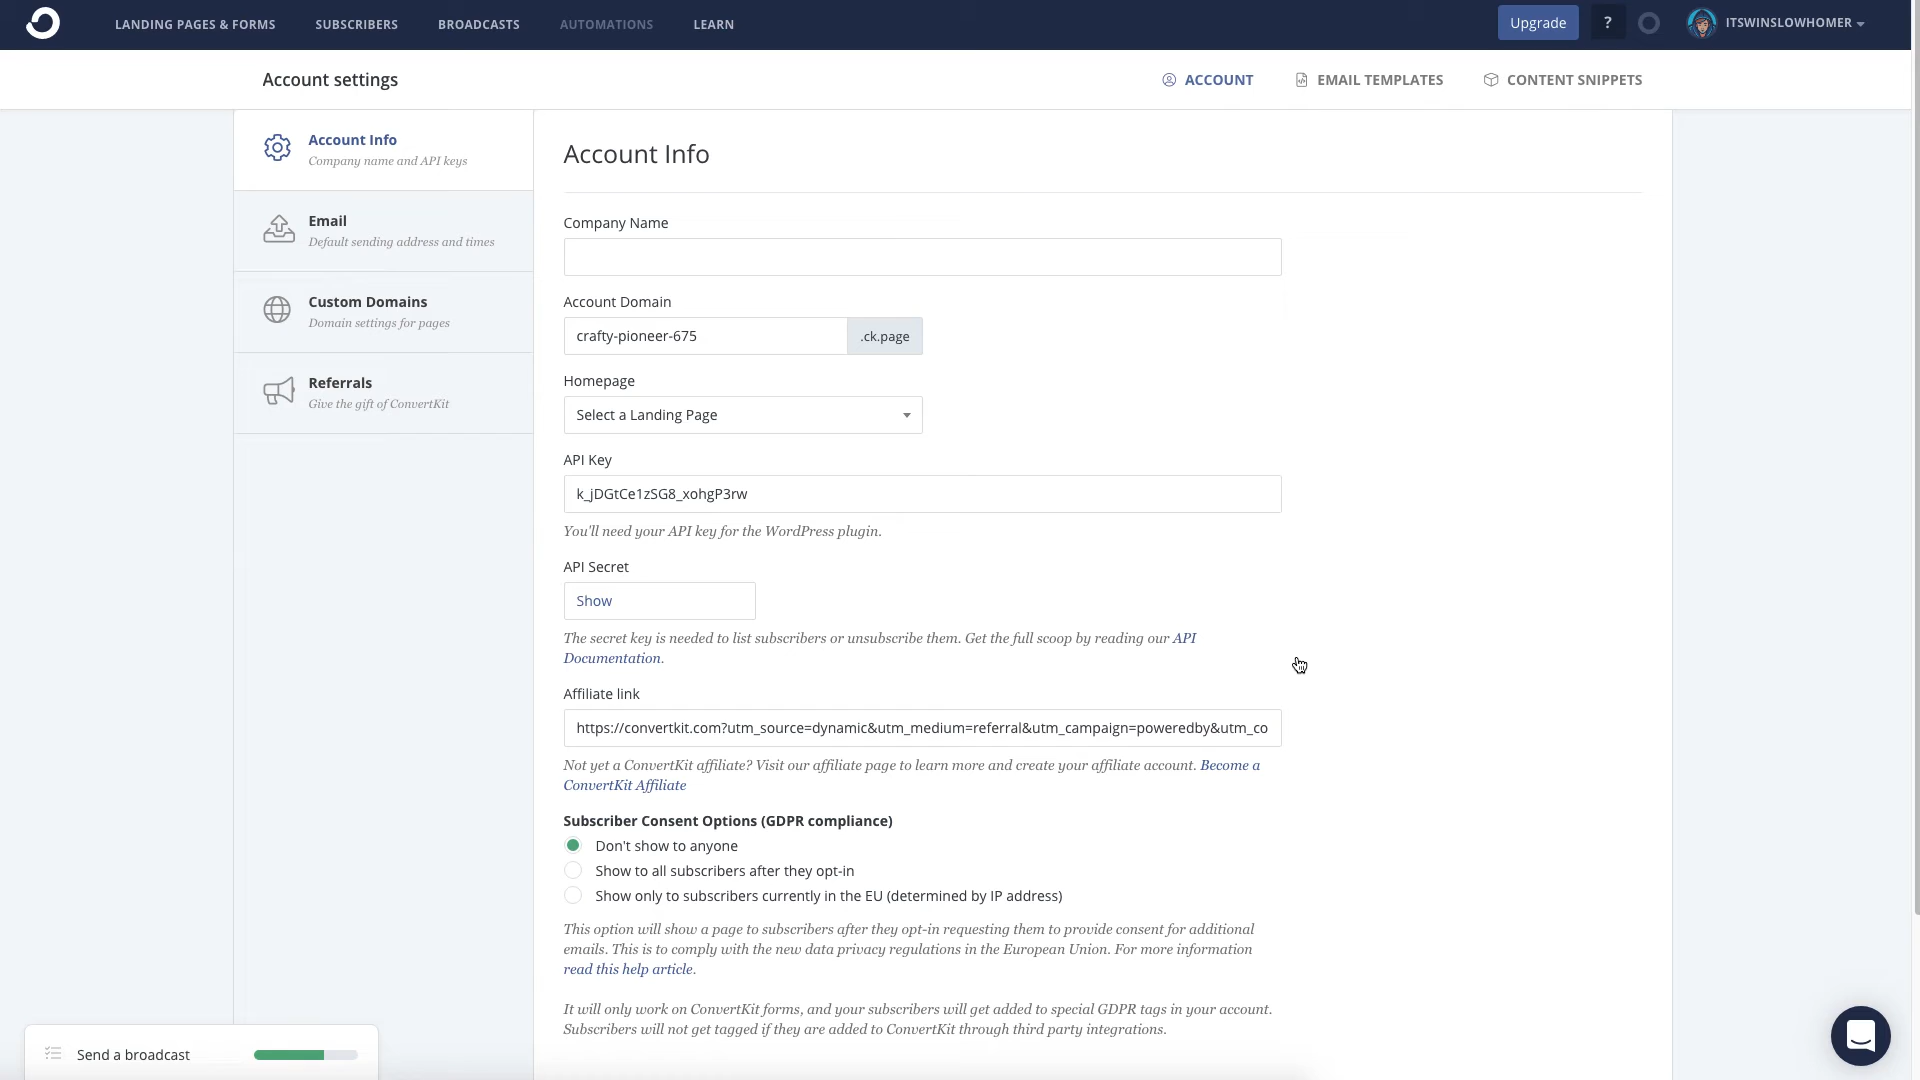 LANDING PAGES & FORMS SUBSCRIBERS BROADCASTS AUTOMATIONS LEARN Upgrade ? ITSWINSLOWHOMER
Account settings ACCOUNT EMAIL TEMPLATES CONTENT SNIPPETS
Account Info
Company name and API keys
Email
Default sending address and times
Custom Domains
Domain settings for pages
Referrals
Give the gift of ConvertKit
Account Info
Company Name
Account Domain
crafty-pioneer-675 .ck.page
Homepage
Select a Landing Page
API Key
k_jDGtCe1zSG8_xohgP3rw
You'll need your API key for the WordPress plugin.
API Secret
Show
The secret key is needed to list subscribers or unsubscribe them. Get the full scoop by reading our API
Documentation.
Affiliate link
https://convertkit.com?utm_source=dynamic&utm_medium=referral&utm_campaign=poweredby&utm_co
Not yet a ConvertKit affiliate? Visit our affiliate page to learn more and create your affiliate account. Become a
ConvertKit Affiliate
Subscriber Consent Options (GDPR compliance)
Don't show to anyone
Show to all subscribers after they opt-in
Show only to subscribers currently in the EU (determined by IP address)
This option will show a page to subscribers after they opt-in requesting them to provide consent for additional
emails. This is to comply with the new data privacy regulations in the European Union. For more information
read this help article.
It will only work on ConvertKit forms, and your subscribers will get added to special GDPR tags in your account.
Subscribers will not get tagged if they are added to ConvertKit through third party integrations.
Send a broadcast